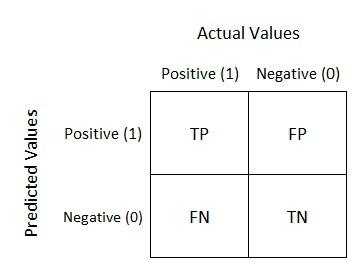 Actual Values
Positive (1) Negative (0)
Predicted Values
Positive (1) TP FP
Negative (0) FN TN